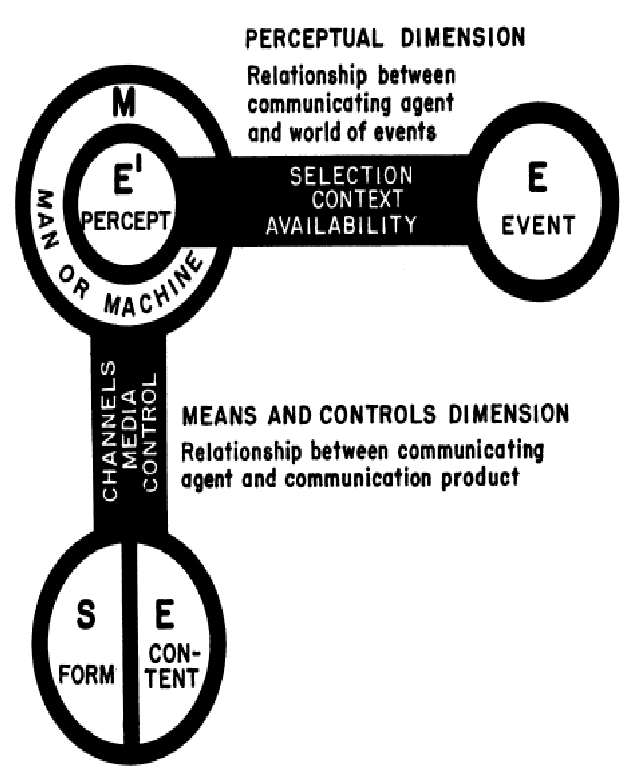 PERCEPTUAL DIMENSION
Relationship between
communicating agent
and world of events
M
E'
PERCEPT
MAN OR MACHINE
SELECTION
CONTEXT
AVAILABILITY
E
EVENT
CHANNELS
MEDIA
CONTROL
MEANS AND CONTROLS DIMENSION
Relationship between communicating
agent and communication product
S
FORM
E
CON-
TENT